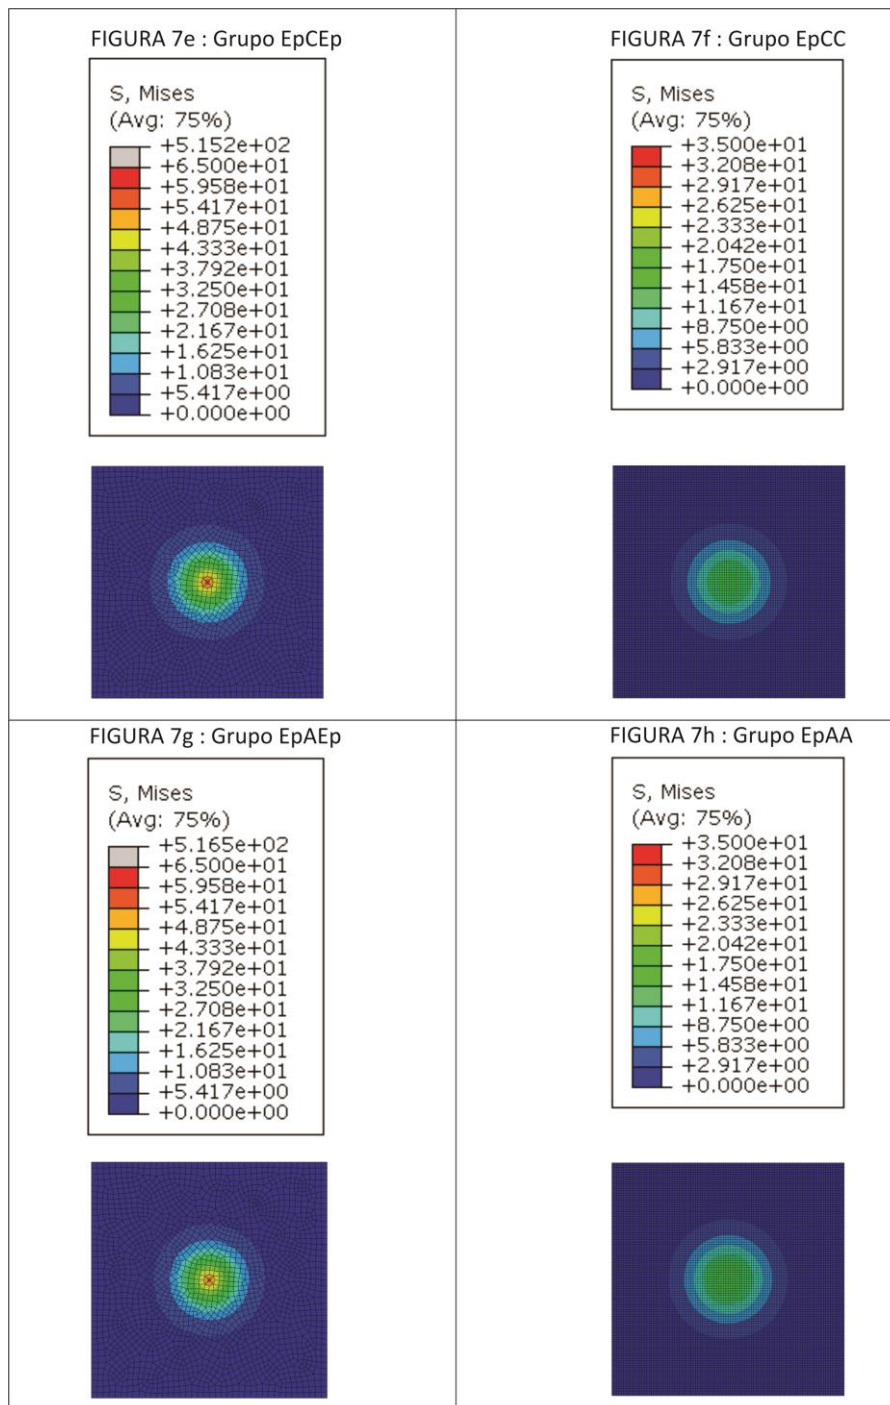 FIGURA 7e : Grupo EpCEp
S, Mises
(Avg: 75%)
+5.152e+02
+6.500e+01
+5.958e+01
+5.417e+01
+4.875e+01
+4.333e+01
+3.792e+01
+3.250e+01
+2.708e+01
+2.167e+01
+1.625e+01
+1.083e+01
+5.417e+00
+0.000e+00
FIGURA 7f : Grupo EpCC
S, Mises
(Avg: 75%)
+3.500e+01
+3.208e+01
+2.917e+01
+2.625e+01
+2.333e+01
+2.042e+01
+1.750e+01
+1.458e+01
+1.167e+01
+8.750e+00
+5.833e+00
+2.917e+00
+0.000e+00
FIGURA 7g : Grupo EpAEp
S, Mises
(Avg: 75%)
+5.165e+02
+6.500e+01
+5.958e+01
+5.417e+01
+4.875e+01
+4.333e+01
+3.792e+01
+3.250e+01
+2.708e+01
+2.167e+01
+1.625e+01
+1.083e+01
+5.417e+00
+0.000e+00
FIGURA 7h : Grupo EpAA
S, Mises
(Avg: 75%)
+3.500e+01
+3.208e+01
+2.917e+01
+2.625e+01
+2.333e+01
+2.042e+01
+1.750e+01
+1.458e+01
+1.167e+01
+8.750e+00
+5.833e+00
+2.917e+00
+0.000e+00